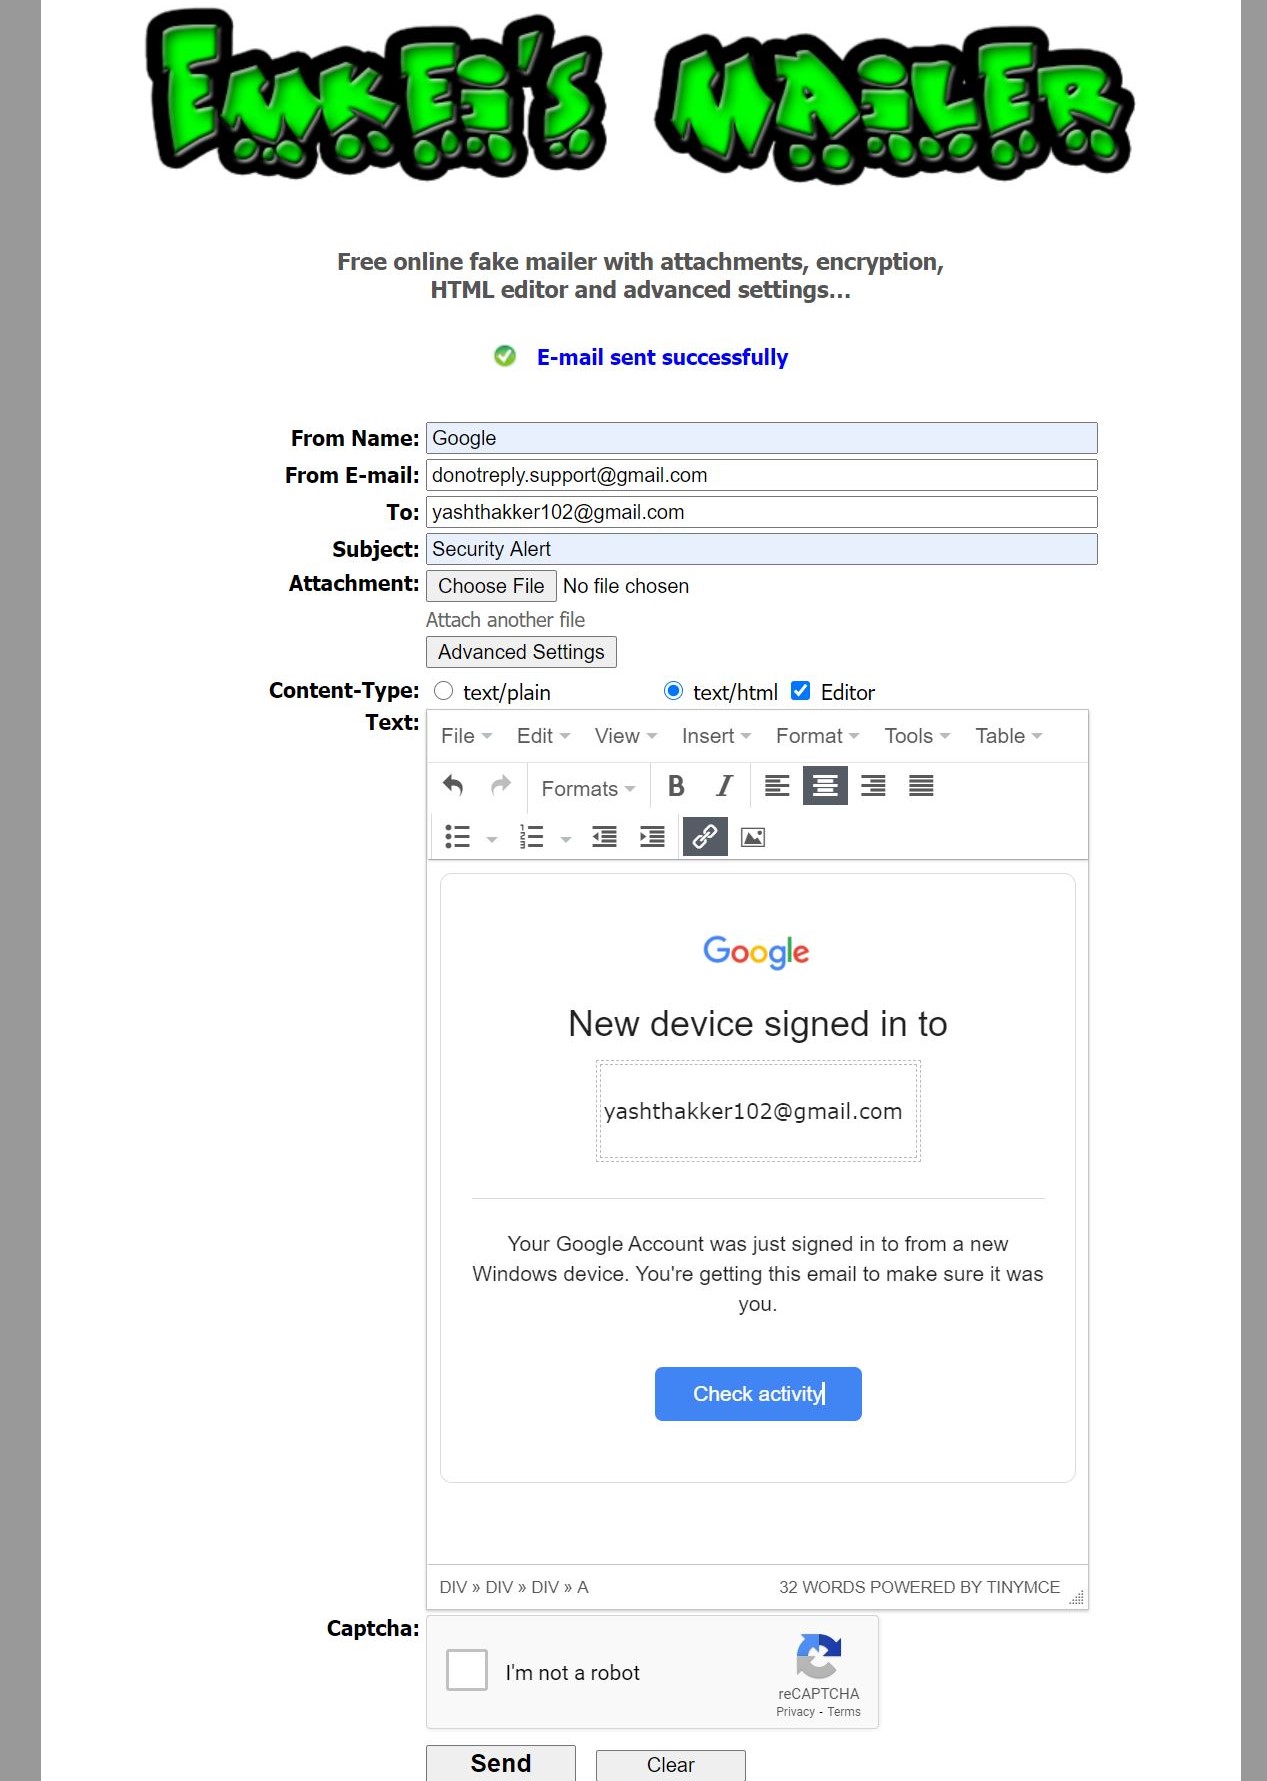 Emkei's Mailer
Free online fake mailer with attachments, encryption,
HTML editor and advanced settings...
E-mail sent successfully
From Name: Google
From E-mail: donotreply.support@gmail.com
To: yashthakker102@gmail.com
Subject: Security Alert
Attachment: Choose File No file chosen
Attach another file
Advanced Settings
Content-Type: text/plain text/html Editor
Text:
File Edit View Insert Format Tools Table
Formats B I
Google
New device signed in to
yashthakker102@gmail.com
Your Google Account was just signed in to from a new
Windows device. You're getting this email to make sure it was
you.
Check activity
DIV » DIV » DIV » A 32 WORDS POWERED BY TINYMCE
Captcha:
I'm not a robot
reCAPTCHA
Privacy - Terms
Send Clear